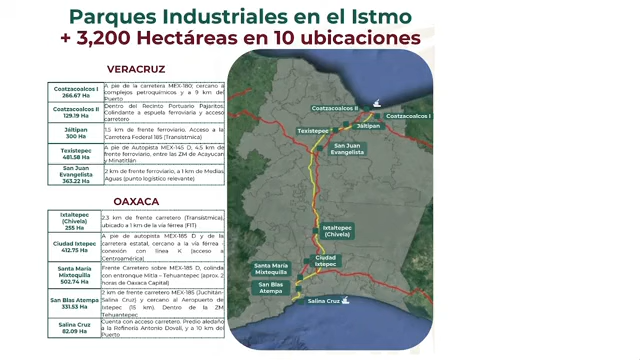 Parques Industriales en el Istmo
+ 3,200 Hectáreas en 10 ubicaciones
VERACRUZ
Coatzacoalcos I
266.67 Ha
A pie de la carretera MEX-180; cercano a
complejos petroquímicos y a 9 km del
Puerto
Coatzacoalcos II
129.19 Ha
Dentro del Recinto Portuario Pajaritos.
Colindante a espuela ferroviaria y acceso
carretero
Jáltipan
300 Ha
1.5 km de frente ferroviario. Acceso a la
Carretera Federal 185 (Transístmica)
Texistepec
481.58 Ha
A pie de Autopista MEX-145 D; 4.5 km de
frente ferroviario, entre las ZM de Acayucan
y Minatitlán
San Juan
Evangelista
363.22 Ha
2 km de frente ferroviario, a 1 km de Medias
Aguas (punto logístico relevante)
OAXACA
Ixtaltepec
(Chivela)
255 Ha
2.3 km de frente carretero (Transístmica),
ubicado a 1 km de la vía férrea (FIT)
Ciudad Ixtepec
412.75 Ha
A pie de autopista MEX-185 D y de la
carretera estatal, cercano a la vía férrea -
conexión con línea K (acceso a
Centroamérica)
Santa María
Mixtequilla
502.74 Ha
Frente Carretero sobre MEX-185 D, colinda
con entronque Mitla - Tehuantepec (aprox. 2
horas de Oaxaca Capital)
San Blas Atempa
331.53 Ha
2 km de frente carretero MEX-185 (Juchitán-
Salina Cruz) y cercano al Aeropuerto de
Ixtepec (15 km). Dentro de la ZM
Tehuantepec
Salina Cruz
82.09 Ha
Cuenta con acceso carretero. Predio aledaño
a la Refinería Antonio Dovalí, y a 10 km del
Puerto
Coatzacoalcos II
Coatzacoalcos I
Texistepec
Jáltipan
San Juan
Evangelista
Ixtaltepec
(Chivela)
Ciudad
Ixtepec
Santa María
Mixtequilla
San Blas
Atempa
Salina Cruz